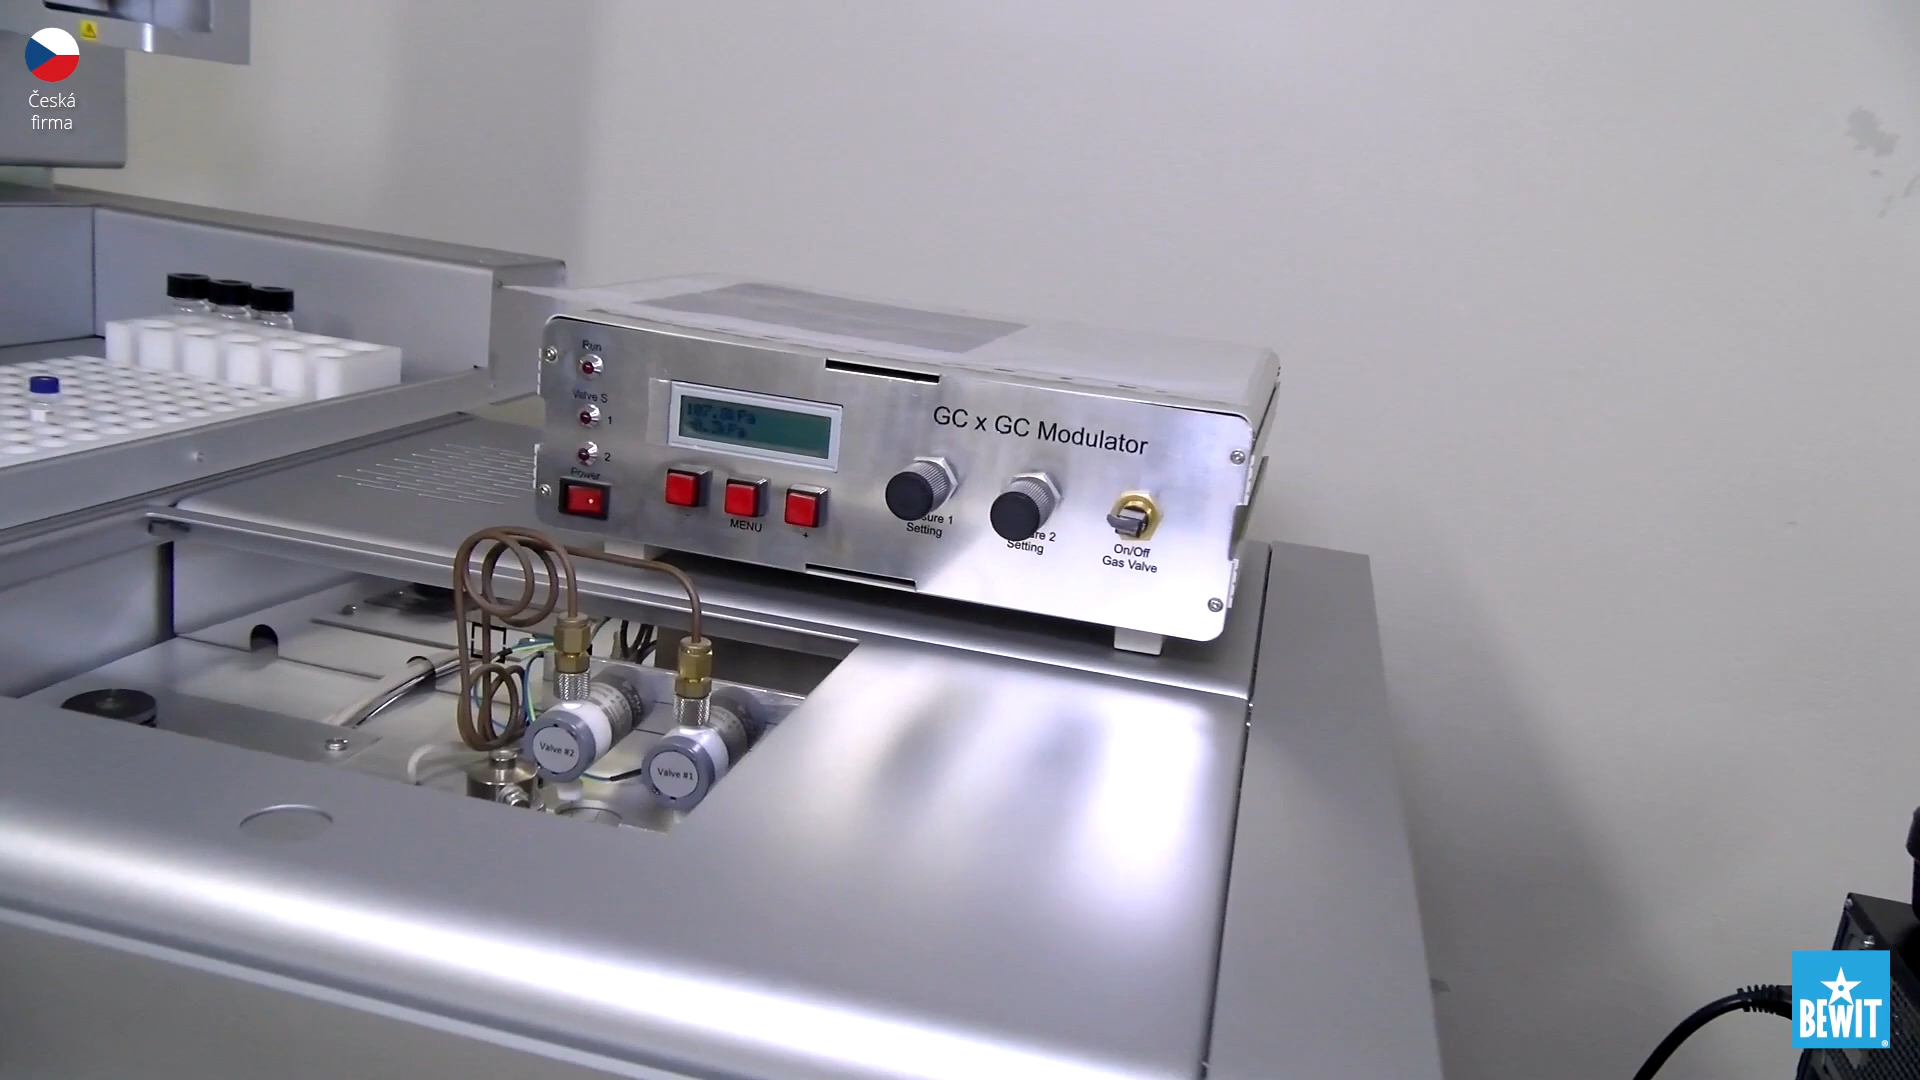 Česká
firma
Run
Valve S
1
2
Power
GC x GC Modulator
-
MENU
+
Setting
Setting
On/Off
Gas Valve
Valve #2
Valve #1
BEWIT